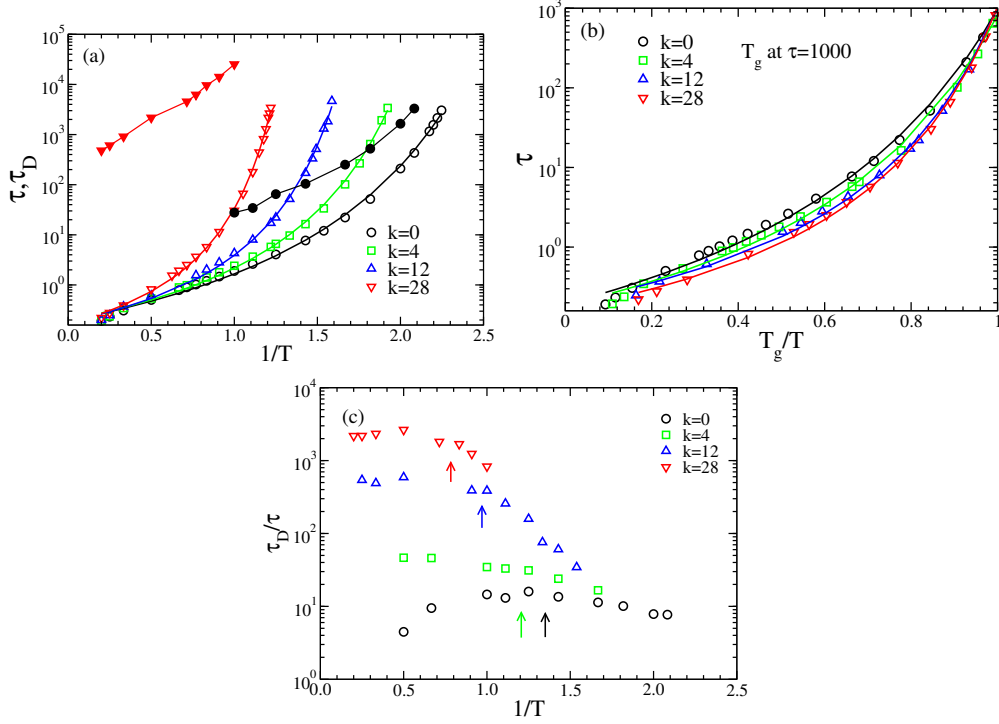 (a)
τ,τ_D
10^5
10^4
10^3
10^2
10^1
10^0
k=0
k=4
k=12
k=28
0.0 0.5 1.0 1.5 2.0 2.5
1/T
(b)
τ
10^3
10^2
10^1
10^0
k=0
k=4
k=12
k=28
T_g at τ=1000
0 0.2 0.4 0.6 0.8 1
T_g/T
(c)
τ_D/τ
10^4
10^3
10^2
10^1
10^0
k=0
k=4
k=12
k=28
0.0 0.5 1.0 1.5 2.0 2.5
1/T